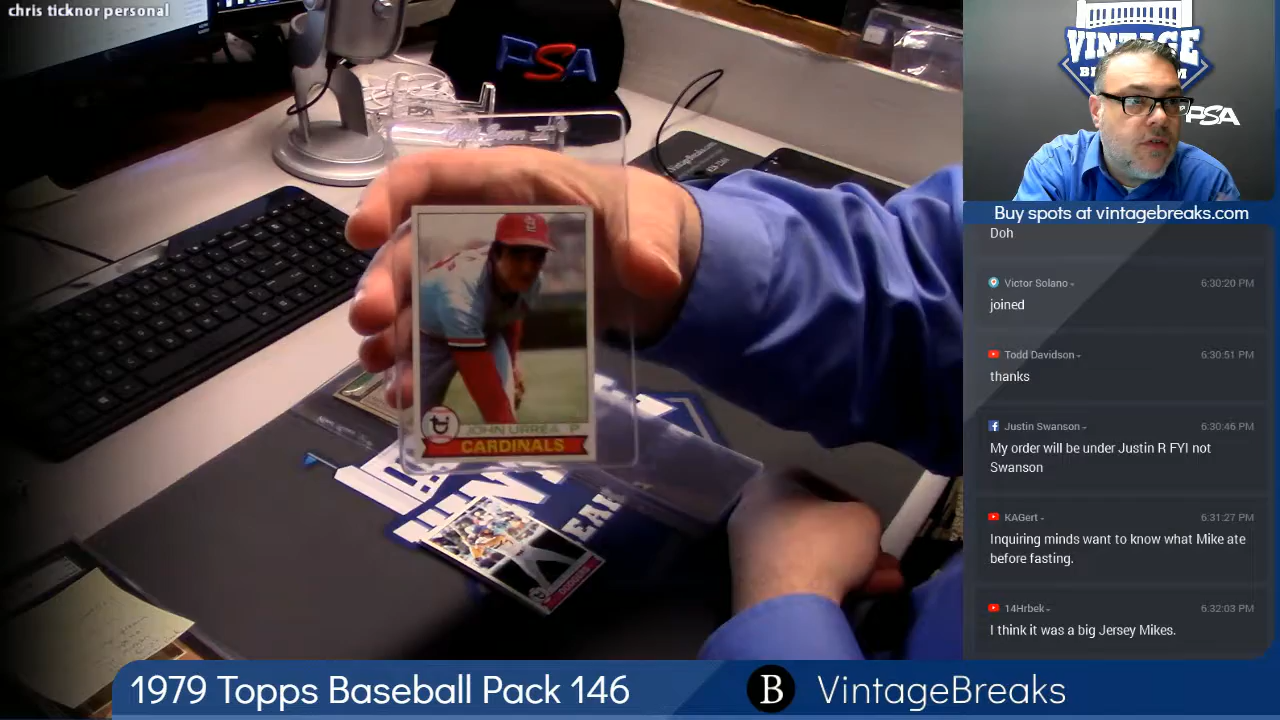 chris ticknor personal
PSA
VINTAGE
PSA
Buy spots at vintagebreaks.com
Doh
Victor Solano
6:30:20 PM
joined
Todd Davidson
6:30:51 PM
thanks
Justin Swanson
6:30:46 PM
My order will be under Justin R FYI not
Swanson
KAGert
6:31:27 PM
Inquiring minds want to know what Mike ate
before fasting.
14Hrbek
6:32:03 PM
I think it was a big Jersey Mikes.
JOHN URREA P
CARDINALS
DODGERS
1979 Topps Baseball Pack 146
B VintageBreaks